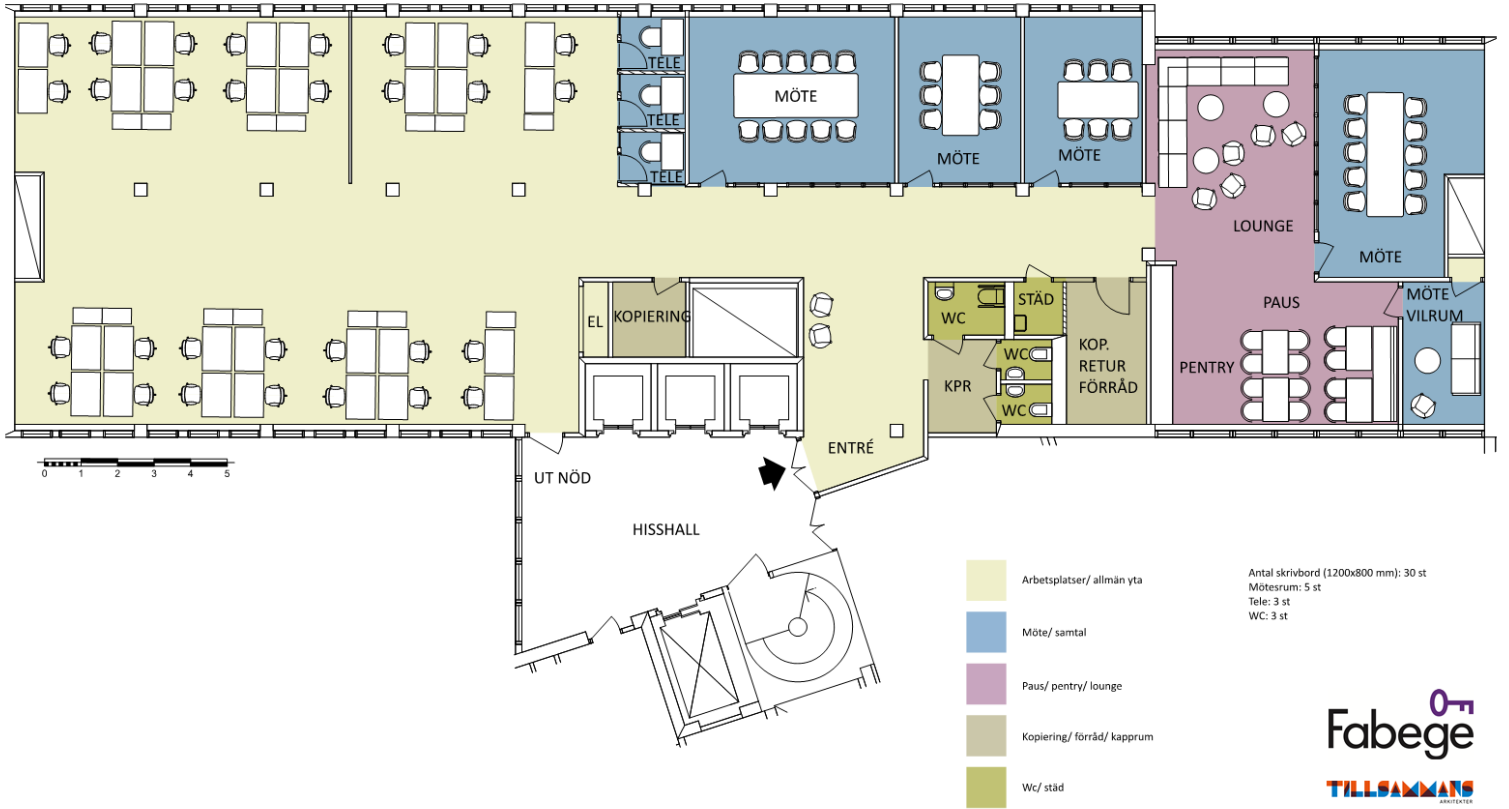 TELE
TELE
TELE
MÖTE
MÖTE
MÖTE
LOUNGE
MÖTE
EL
KOPIERING
WC
STÄD
PAUS
MÖTE
VILRUM
WC
KOP.
RETUR
FÖRRÅD
KPR
WC
PENTRY
ENTRÉ
0 1 2 3 4 5
UT NÖD
HISSHALL
Arbetsplatser/ allmän yta
Möte/ samtal
Paus/ pentry/ lounge
Kopiering/ förråd/ kapprum
Wc/ städ
Antal skrivbord (1200x800 mm): 30 st
Mötesrum: 5 st
Tele: 3 st
WC: 3 st
Fabege
TILLSAMMANS
ARKITEKTER